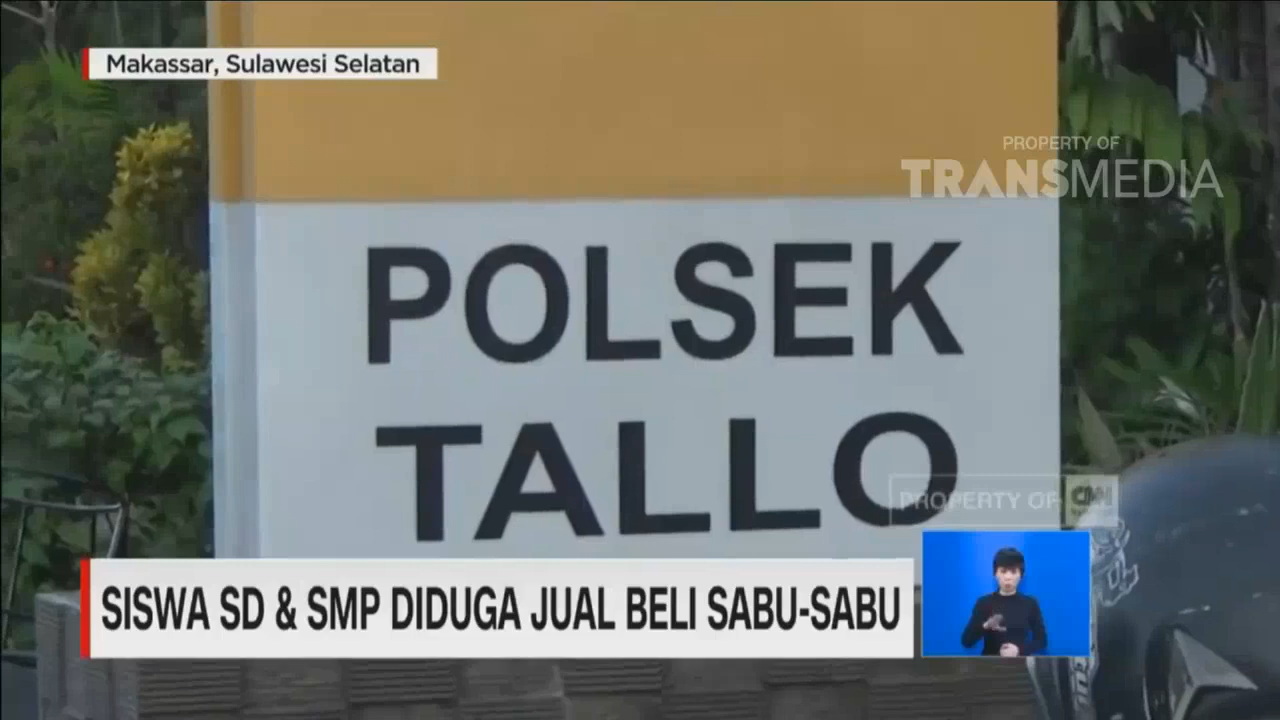 Makassar, Sulawesi Selatan
PROPERTY OF
TRANSMEDIA
POLSEK
TALLO
PROPERTY OF CNN
SISWA SD & SMP DIDUGA JUAL BELI SABU-SABU